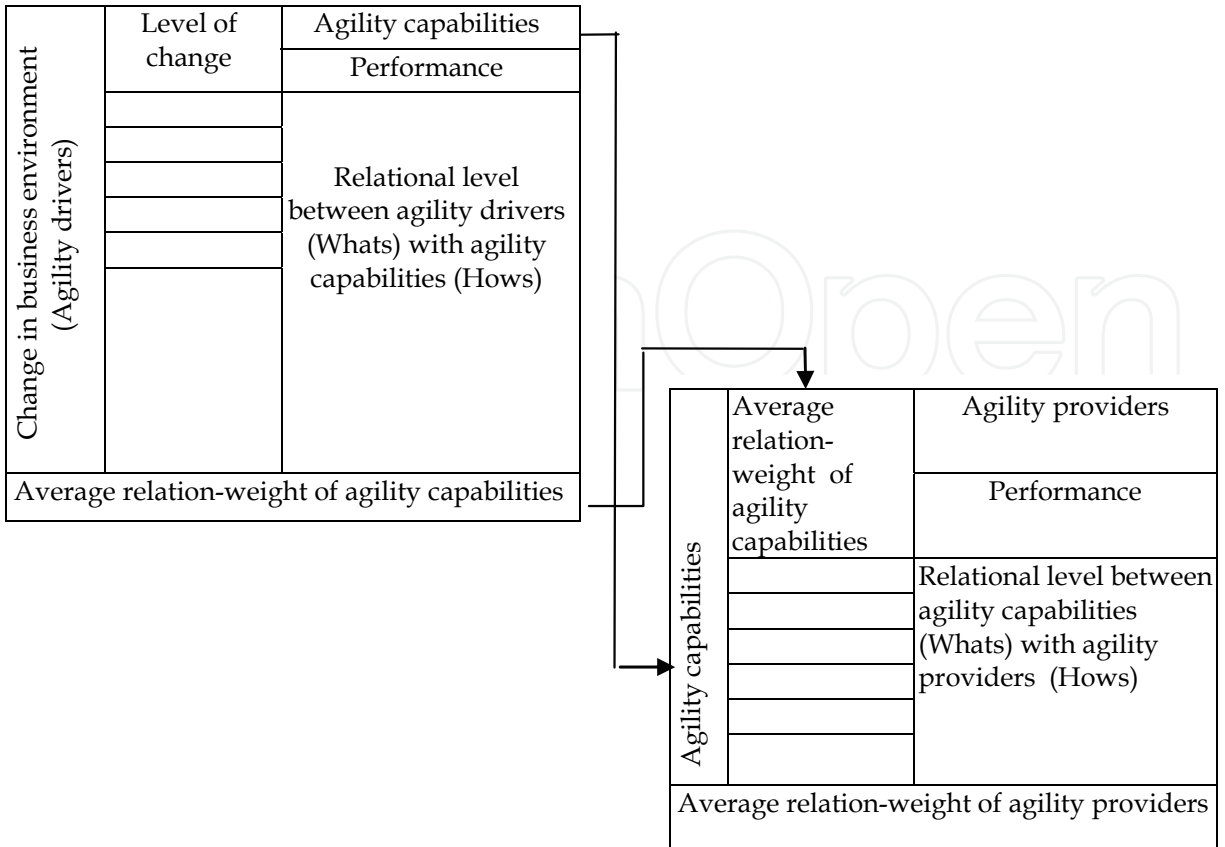 Change in business environment
(Agility drivers)
Level of
change
Agility capabilities
Performance
Relational level
between agility drivers
(Whats) with agility
capabilities (Hows)
Average relation-weight of agility capabilities
Agility capabilities
Average
relation-
weight of
agility
capabilities
Agility providers
Performance
Relational level between
agility capabilities
(Whats) with agility
providers (Hows)
Average relation-weight of agility providers